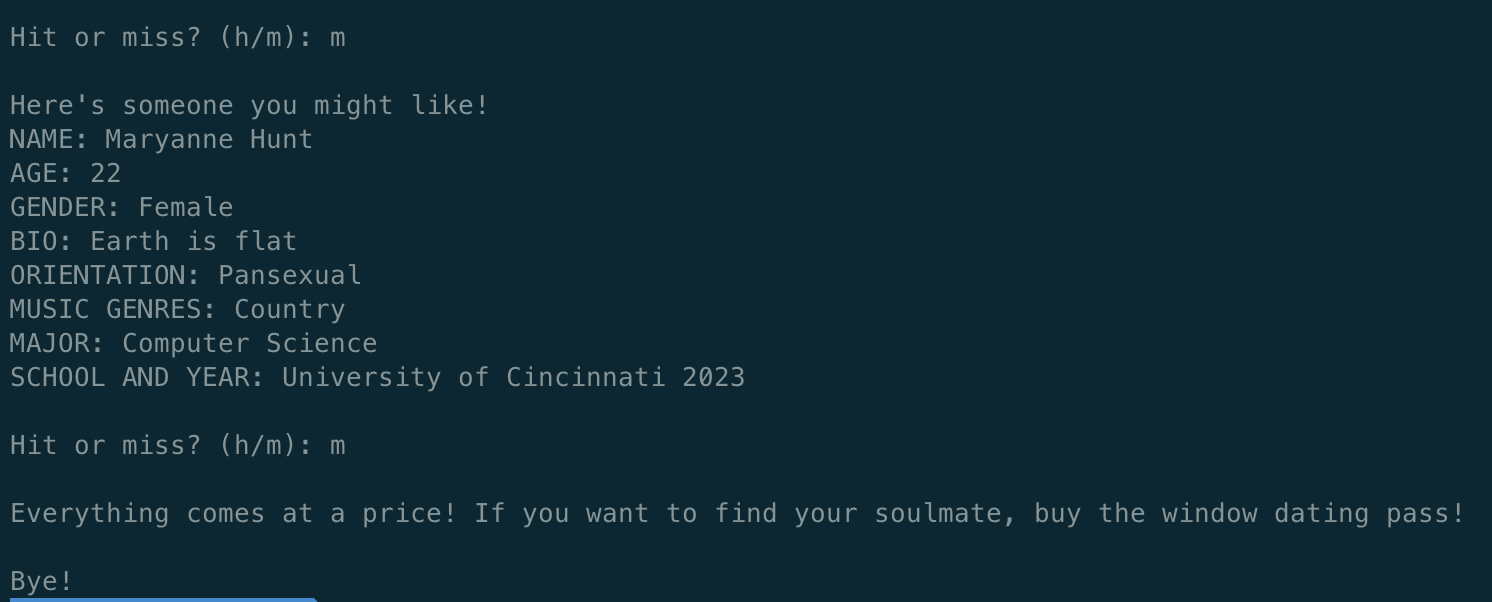 Hit or miss? (h/m): m
Here's someone you might like!
NAME: Maryanne Hunt
AGE: 22
GENDER: Female
BIO: Earth is flat
ORIENTATION: Pansexual
MUSIC GENRES: Country
MAJOR: Computer Science
SCHOOL AND YEAR: University of Cincinnati 2023
Hit or miss? (h/m): m
Everything comes at a price! If you want to find your soulmate, buy the window dating pass!
Bye!